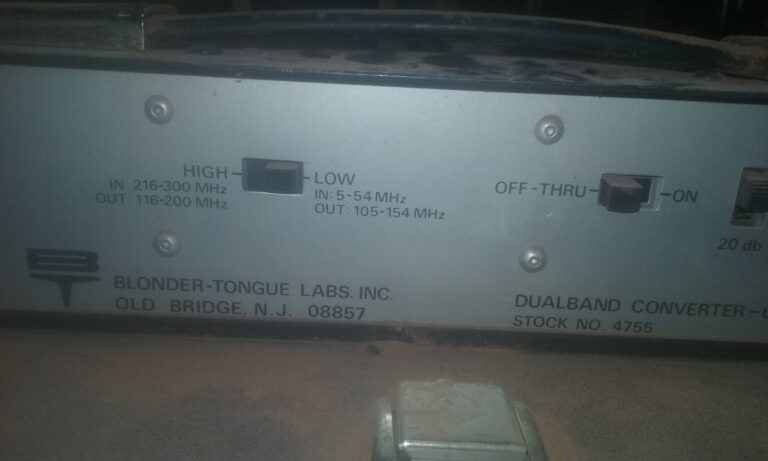 HIGH
IN: 216-300 MHz
OUT: 116-200 MHz
LOW
IN: 5-54 MHz
OUT: 105-154 MHz
OFF-THRU
ON
20 db
B T
BLONDER-TONGUE LABS. INC.
OLD BRIDGE, N.J. 08857
DUALBAND CONVERTER-
STOCK NO. 4755